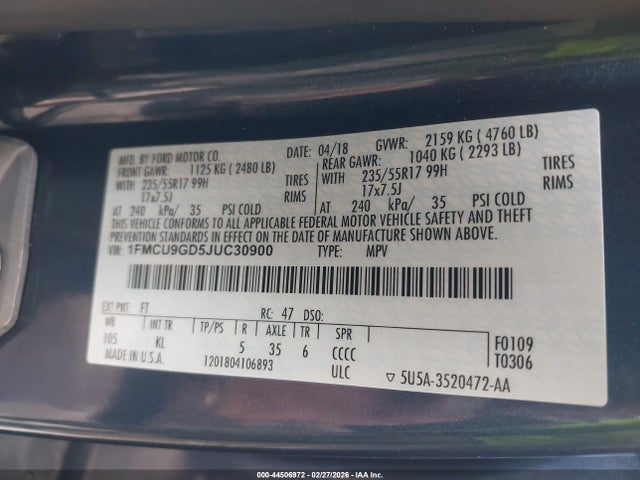 MFD. BY FORD MOTOR CO. DATE: 04/18 GVWR: 2159 KG ( 4760 LB)
FRONT GAWR: 1125 KG ( 2480 LB) REAR GAWR: 1040 KG ( 2293 LB)
WITH 235/55R17 99H TIRES WITH 235/55R17 99H TIRES
17x7.5J RIMS 17x7.5J RIMS
AT 240 kPa/ 35 PSI COLD AT 240 kPa/ 35 PSI COLD
THIS VEHICLE CONFORMS TO ALL APPLICABLE FEDERAL MOTOR VEHICLE SAFETY AND THEFT
PREVENTION STANDARDS IN EFFECT ON THE DATE OF MANUFACTURE SHOWN ABOVE.
VIN: 1FMCU9GD5JUC30900 TYPE: MPV
EXT PNT: FT RC: 47 DSO:
WB INT TR TP/PS R AXLE TR SPR F0109
105 KL 5 35 6 CCCC T0306
MADE IN U.S.A. 1201804106893 ULC ▽ 5U5A-3520472-AA
000-44506972 - 02/27/2026 - IAA Inc.